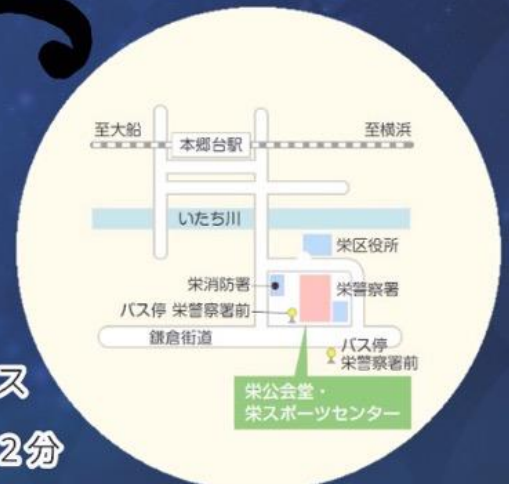 至大船
本郷台駅
至横浜
いたち川
栄区役所
栄消防署
栄警察署
バス停 栄警察署前
鎌倉街道
バス停
栄警察署前
栄公会堂・
栄スポーツセンター
ス
2分